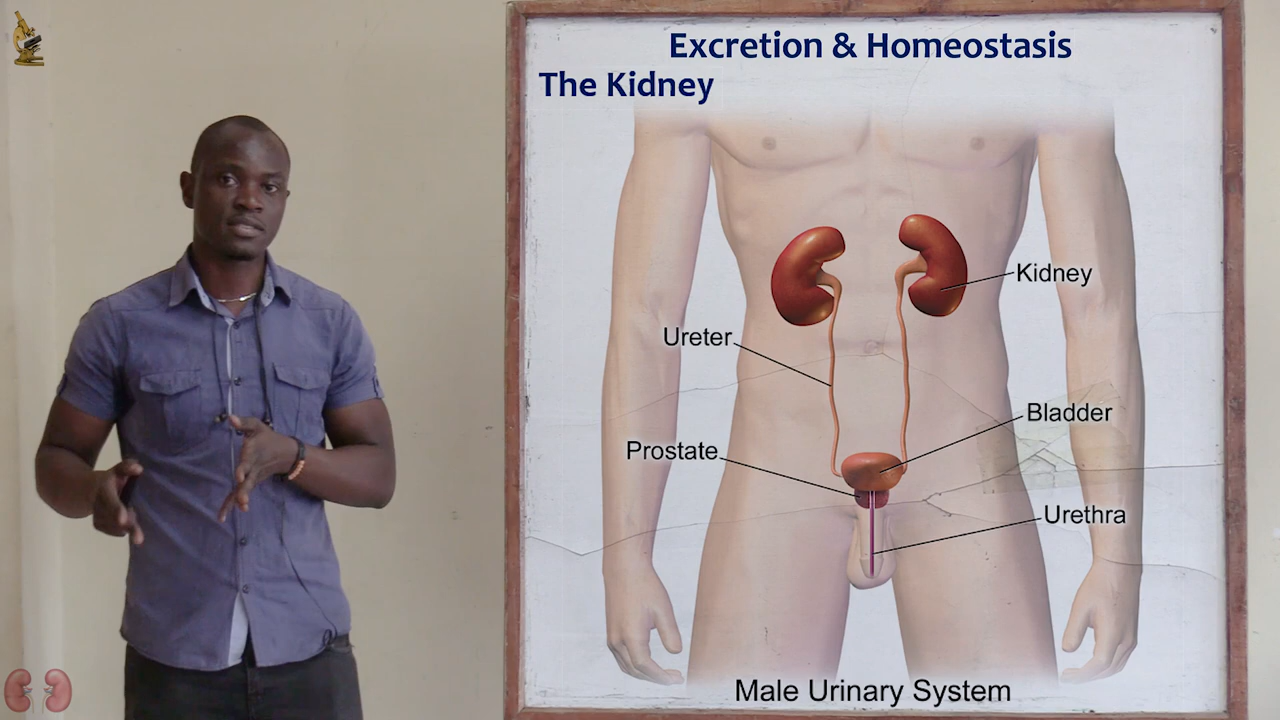 Excretion & Homeostasis
The Kidney
Kidney
Ureter
Bladder
Prostate
Urethra
Male Urinary System